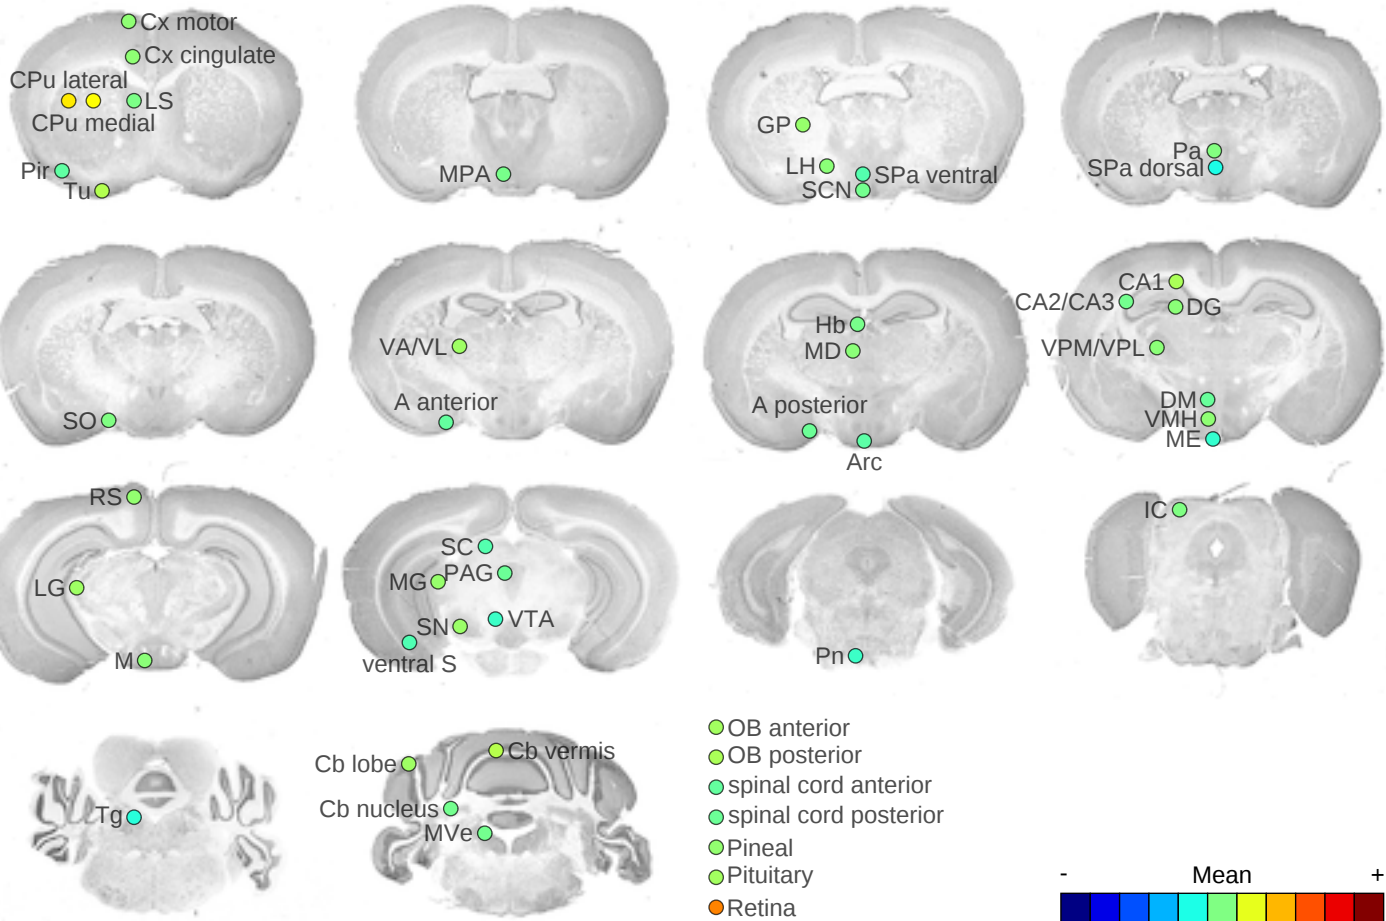 Cx motor
Cx cingulate
CPu lateral
LS
CPu medial
Pir
Tu
MPA
GP
LH
SPa ventral
SCN
Pa
SPa dorsal
SO
VA/VL
A anterior
Hb
MD
A posterior
Arc
CA1
CA2/CA3
DG
VPM/VPL
DM
VMH
ME
RS
LG
M
SC
PAG
MG
SN
VTA
ventral S
Pn
IC
Tg
Cb lobe
Cb vermis
Cb nucleus
MVe
OB anterior
OB posterior
spinal cord anterior
spinal cord posterior
Pineal
Pituitary
Retina
- Mean +